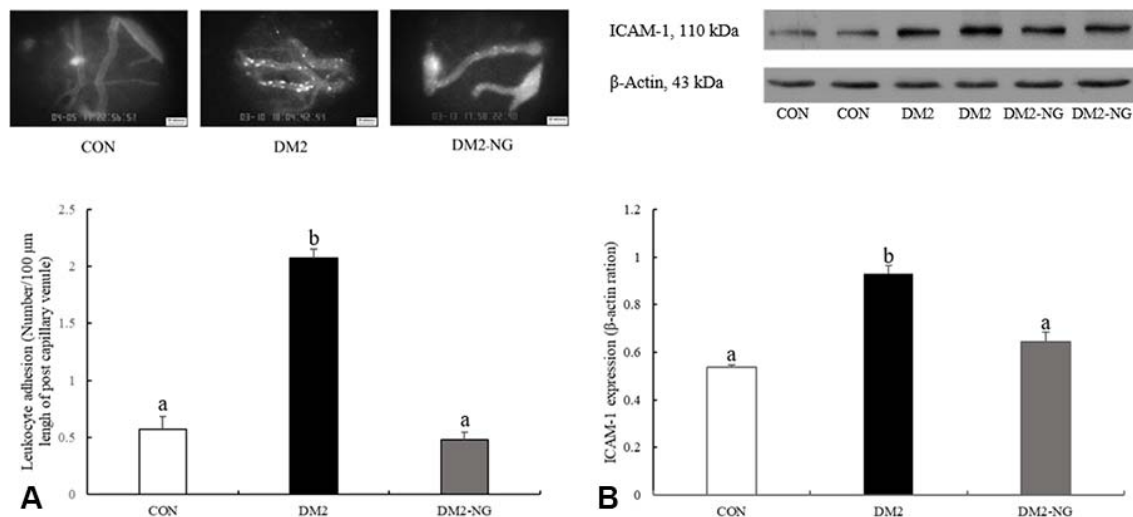 CON
DM2
DM2-NG
ICAM-1, 110 kDa
β-Actin, 43 kDa
CON CON DM2 DM2 DM2-NG DM2-NG
Leukocyte adhesion (Number/100 μm
lengh of post capillary venule)
2.5
2
1.5
1
0.5
0
a
b
a
CON DM2 DM2-NG
A
ICAM-1 expression (β-actin ration)
1.2
1
0.8
0.6
0.4
0.2
0
a
b
a
CON DM2 DM2-NG
B